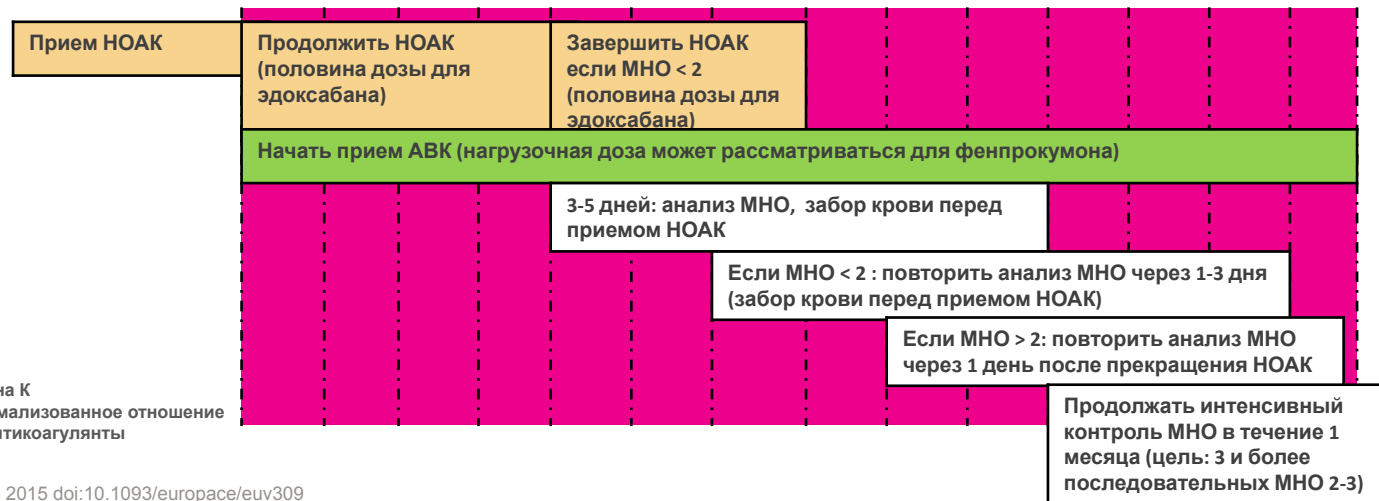 Прием НОАК
Продолжить НОАК
(половина дозы для
эдоксабана)
Завершить НОАК
если МНО < 2
(половина дозы для
эдоксабана)
Начать прием АВК (нагрузочная доза может рассматриваться для фенпрокумона)
3-5 дней: анализ МНО, забор крови перед
приемом НОАК
Если МНО < 2 : повторить анализ МНО через 1-3 дня
(забор крови перед приемом НОАК)
Если МНО > 2: повторить анализ МНО
через 1 день после прекращения НОАК
Продолжать интенсивный
контроль МНО в течение 1
месяца (цель: 3 и более
последовательных МНО 2-3)
на К
мализованное отношение
тикоагулянты
2015 doi:10.1093/europace/euv309